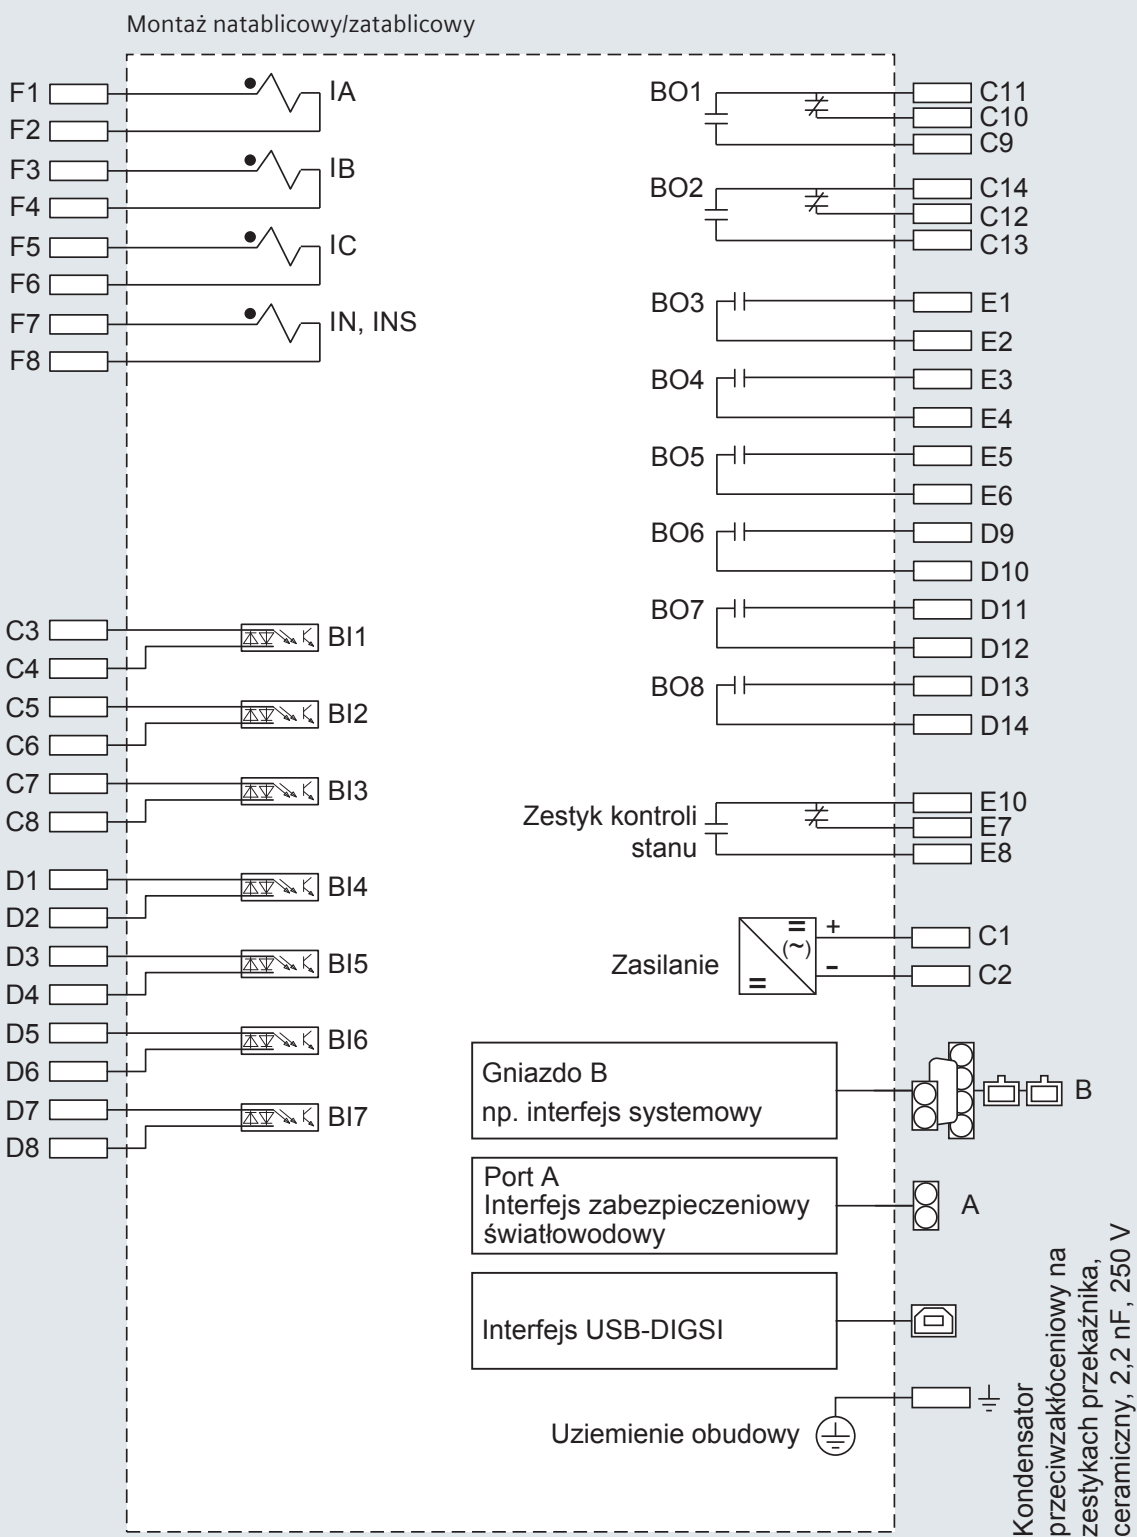 Montaż natablicowy/zatablicowy
F1
F2
IA
F3
F4
IB
F5
F6
IC
F7
F8
IN, INS
C3
C4
BI1
C5
C6
BI2
C7
C8
BI3
D1
D2
BI4
D3
D4
BI5
D5
D6
BI6
D7
D8
BI7
BO1
C11
C10
C9
BO2
C14
C12
C13
BO3
E1
E2
BO4
E3
E4
BO5
E5
E6
BO6
D9
D10
BO7
D11
D12
BO8
D13
D14
Zestyk kontroli
stanu
E10
E7
E8
Zasilanie
=
(~)
=
+
-
C1
C2
Gniazdo B
np. interfejs systemowy
B
Port A
Interfejs zabezpieczeniowy
światłowodowy
A
Interfejs USB-DIGSI
Uziemienie obudowy
Kondensator
przeciwzakłóceniowy na
zestykach przekaźnika,
ceramiczny, 2,2 nF, 250 V